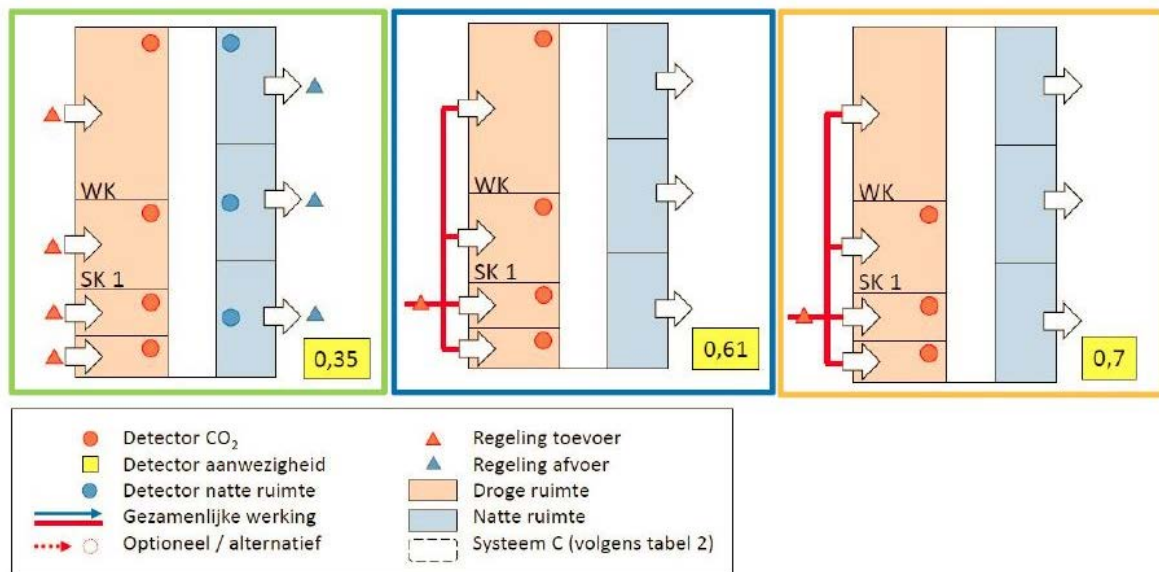 WK
SK 1
0,35
WK
SK 1
0,61
WK
SK 1
0,7
Detector CO₂
Detector aanwezigheid
Detector natte ruimte
Gezamenlijke werking
Optioneel / alternatief
Regeling toevoer
Regeling afvoer
Droge ruimte
Natte ruimte
Systeem C (volgens tabel 2)